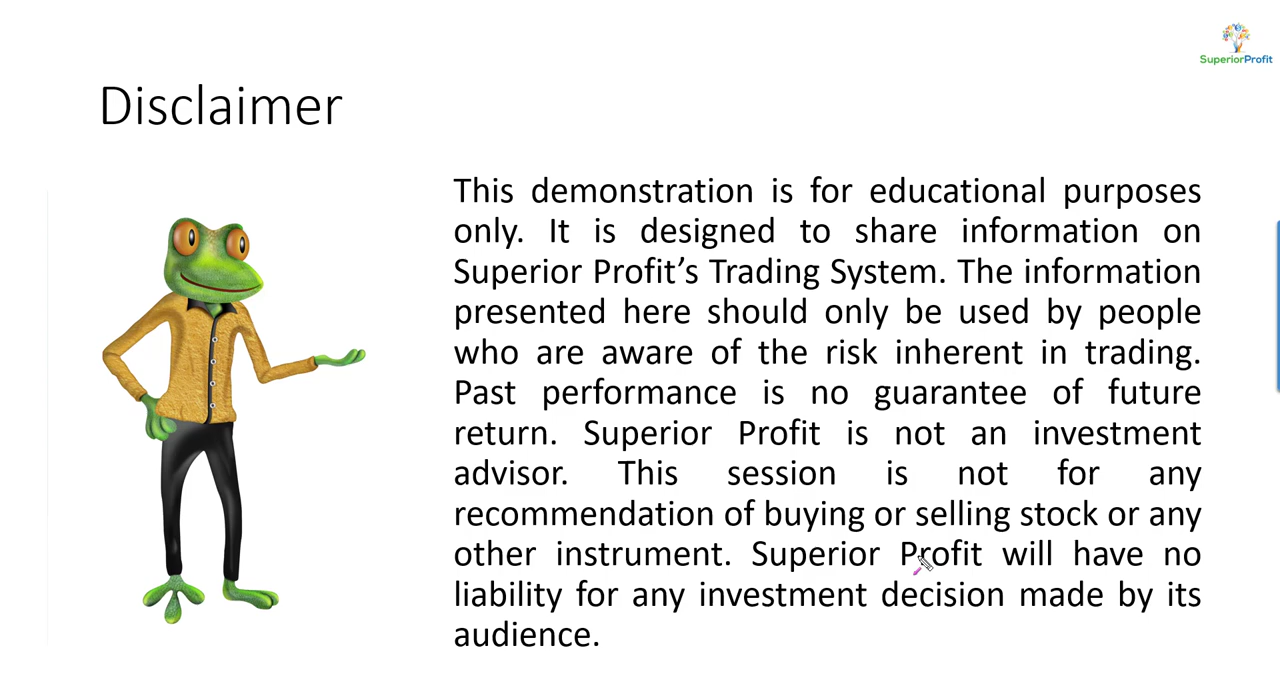 SuperiorProfit
Disclaimer
This demonstration is for educational purposes
only. It is designed to share information on
Superior Profit’s Trading System. The information
presented here should only be used by people
who are aware of the risk inherent in trading.
Past performance is no guarantee of future
return. Superior Profit is not an investment
advisor. This session is not for any
recommendation of buying or selling stock or any
other instrument. Superior Profit will have no
liability for any investment decision made by its
audience.